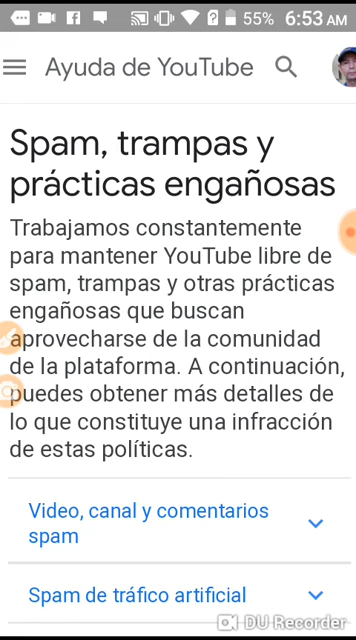 55% 6:53 AM
Ayuda de YouTube
Spam, trampas y
prácticas engañosas
Trabajamos constantemente
para mantener YouTube libre de
spam, trampas y otras prácticas
engañosas que buscan
aprovecharse de la comunidad
de la plataforma. A continuación,
puedes obtener más detalles de
lo que constituye una infracción
de estas políticas.
Video, canal y comentarios
spam
Spam de tráfico artificial
DU Recorder